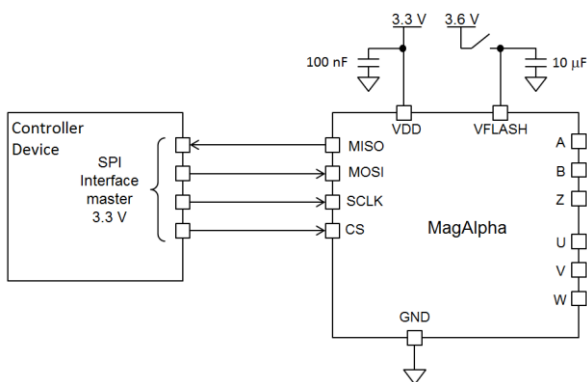 3.3 V
3.6 V
100 nF
10 µF
Controller
Device
SPI
Interface
master
3.3 V
VDD
VFLASH
MISO
MOSI
SCLK
CS
MagAlpha
A
B
Z
U
V
W
GND